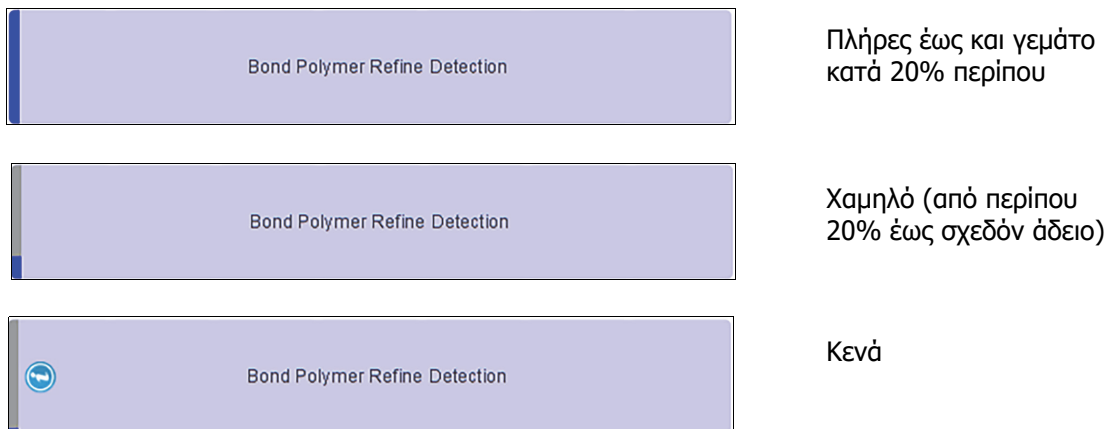 Bond Polymer Refine Detection
Πλήρες έως και γεμάτο
κατά 20% περίπου
Bond Polymer Refine Detection
Χαμηλό (από περίπου
20% έως σχεδόν άδειο)
Bond Polymer Refine Detection
Κενά